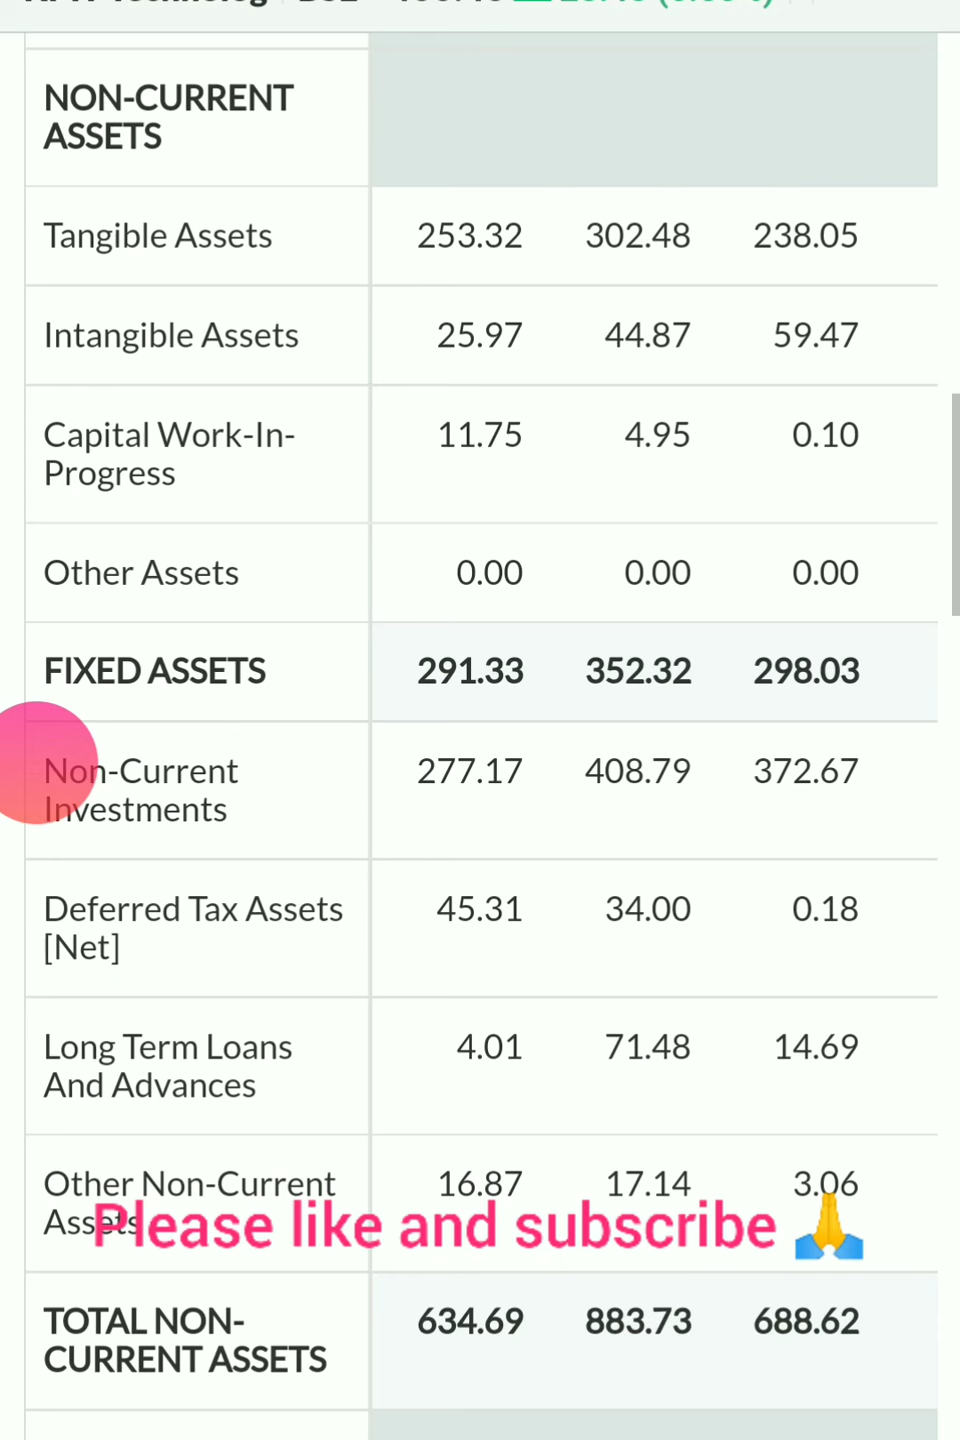 NON-CURRENT
ASSETS
Tangible Assets 253.32 302.48 238.05
Intangible Assets 25.97 44.87 59.47
Capital Work-In- 11.75 4.95 0.10
Progress
Other Assets 0.00 0.00 0.00
FIXED ASSETS 291.33 352.32 298.03
Non-Current 277.17 408.79 372.67
Investments
Deferred Tax Assets 45.31 34.00 0.18
[Net]
Long Term Loans 4.01 71.48 14.69
And Advances
Other Non-Current 16.87 17.14 3.06
Assets
Please like and subscribe 🙏
TOTAL NON- 634.69 883.73 688.62
CURRENT ASSETS